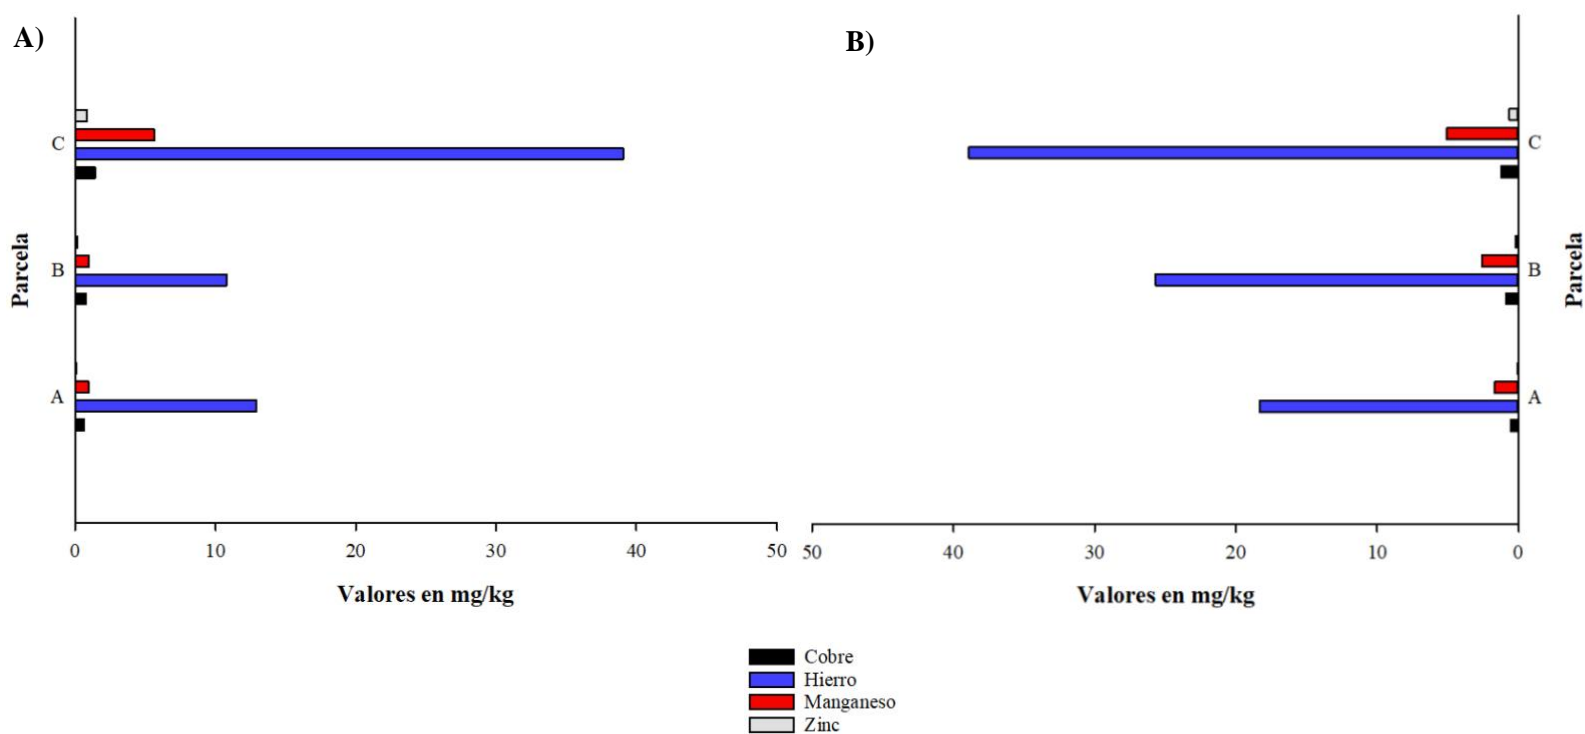 A)
Parcela
C
B
A
0 10 20 30 40 50
Valores en mg/kg
B)
C
B
A
Parcela
50 40 30 20 10 0
Valores en mg/kg
Cobre
Hierro
Manganeso
Zinc